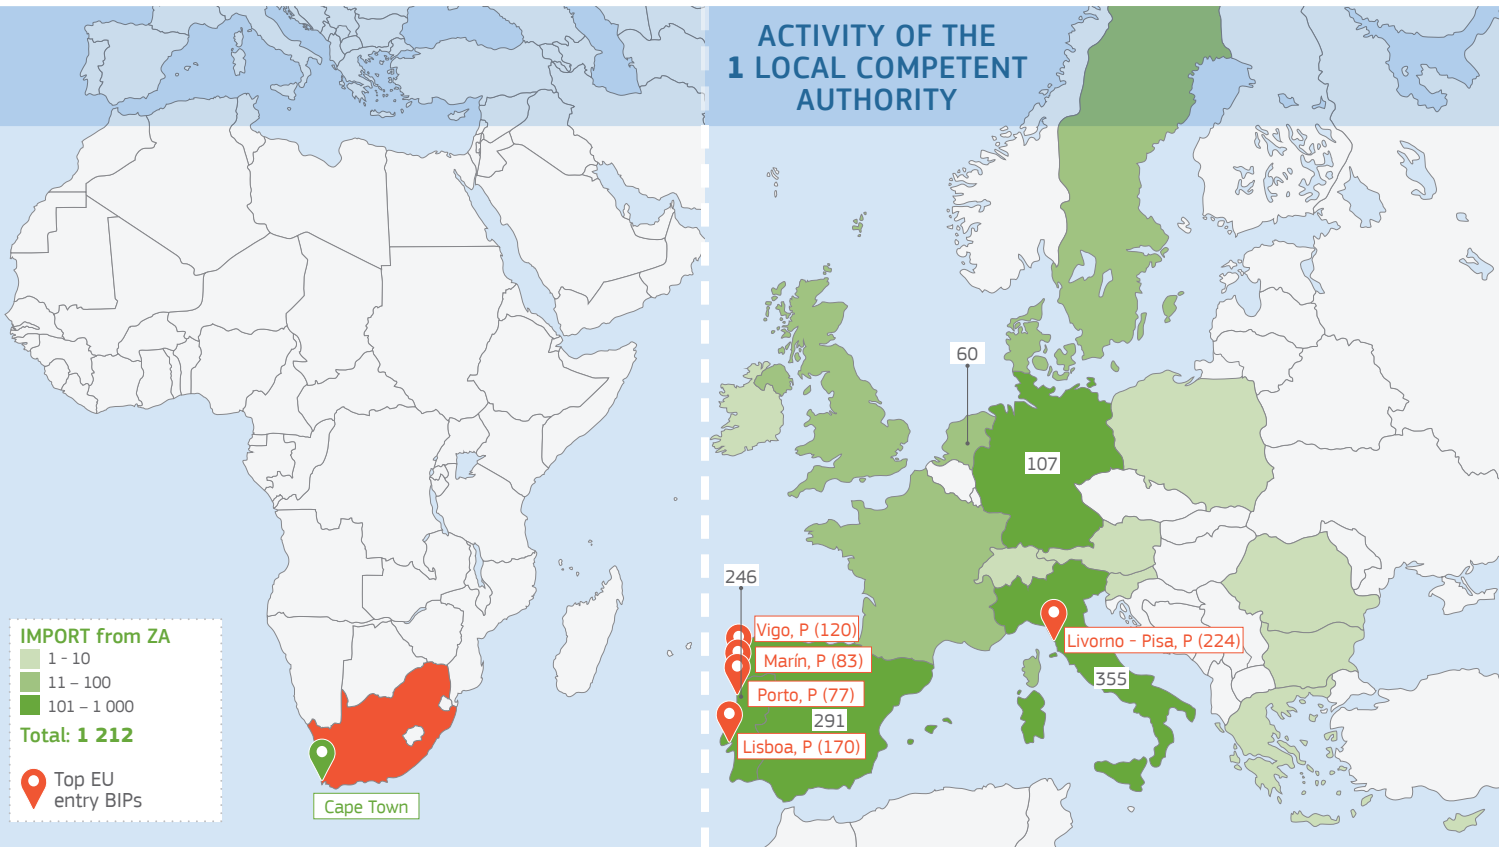 ACTIVITY OF THE
1 LOCAL COMPETENT
AUTHORITY
60
107
246
Vigo, P (120)
Marín, P (83)
Porto, P (77)
291
Lisboa, P (170)
Livorno - Pisa, P (224)
355
IMPORT from ZA
1 - 10
11 – 100
101 – 1 000
Total: 1 212
Top EU
entry BIPs
Cape Town